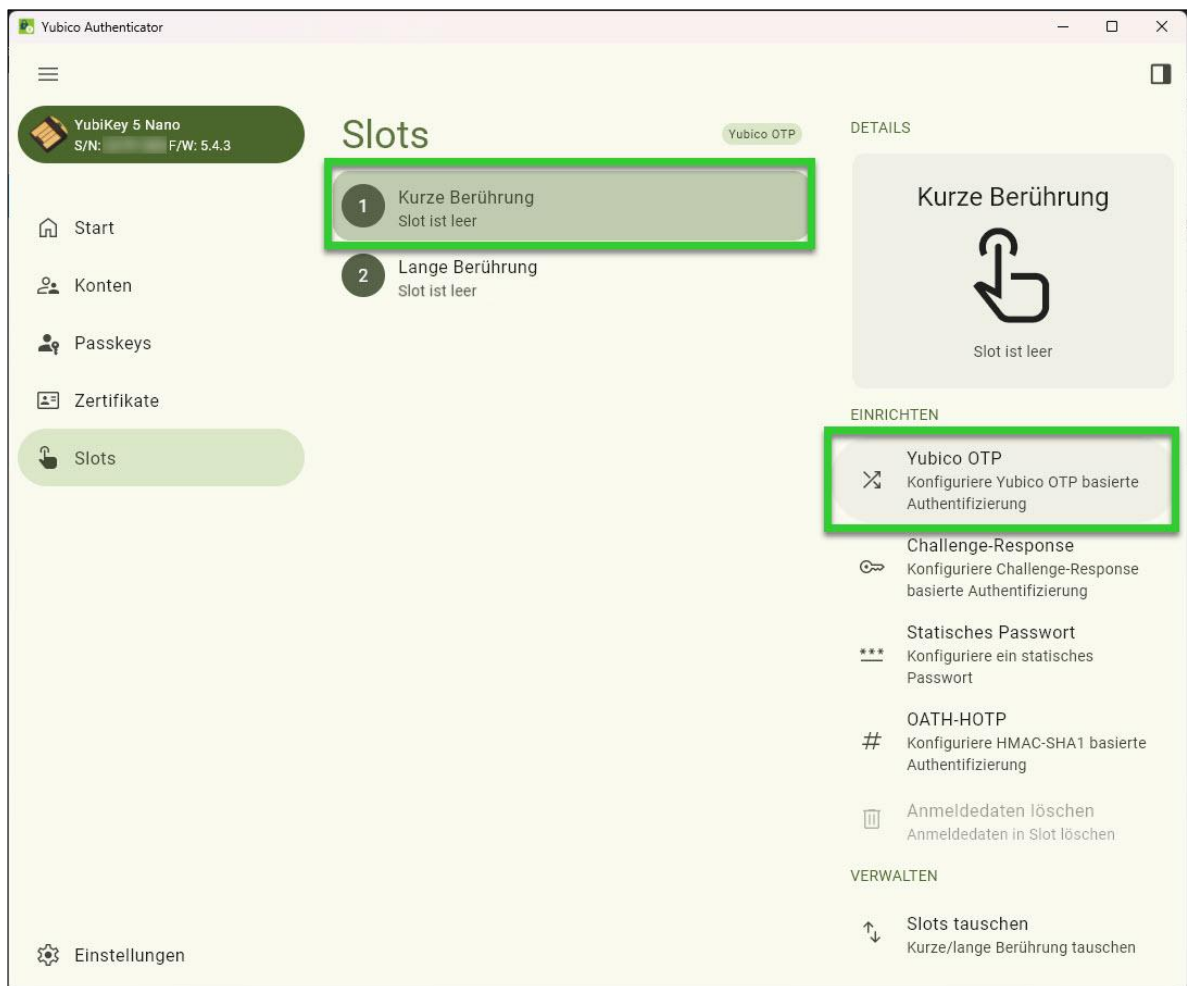 Yubico Authenticator
YubiKey 5 Nano
S/N: F/W: 5.4.3
Start
Konten
Passkeys
Zertifikate
Slots
Einstellungen
Slots
Yubico OTP
1
Kurze Berührung
Slot ist leer
2
Lange Berührung
Slot ist leer
DETAILS
Kurze Berührung
Slot ist leer
EINRICHTEN
Yubico OTP
Konfiguriere Yubico OTP basierte
Authentifizierung
Challenge-Response
Konfiguriere Challenge-Response
basierte Authentifizierung
Statisches Passwort
Konfiguriere ein statisches
Passwort
OATH-HOTP
Konfiguriere HMAC-SHA1 basierte
Authentifizierung
Anmeldedaten löschen
Anmeldedaten in Slot löschen
VERWALTEN
Slots tauschen
Kurze/lange Berührung tauschen